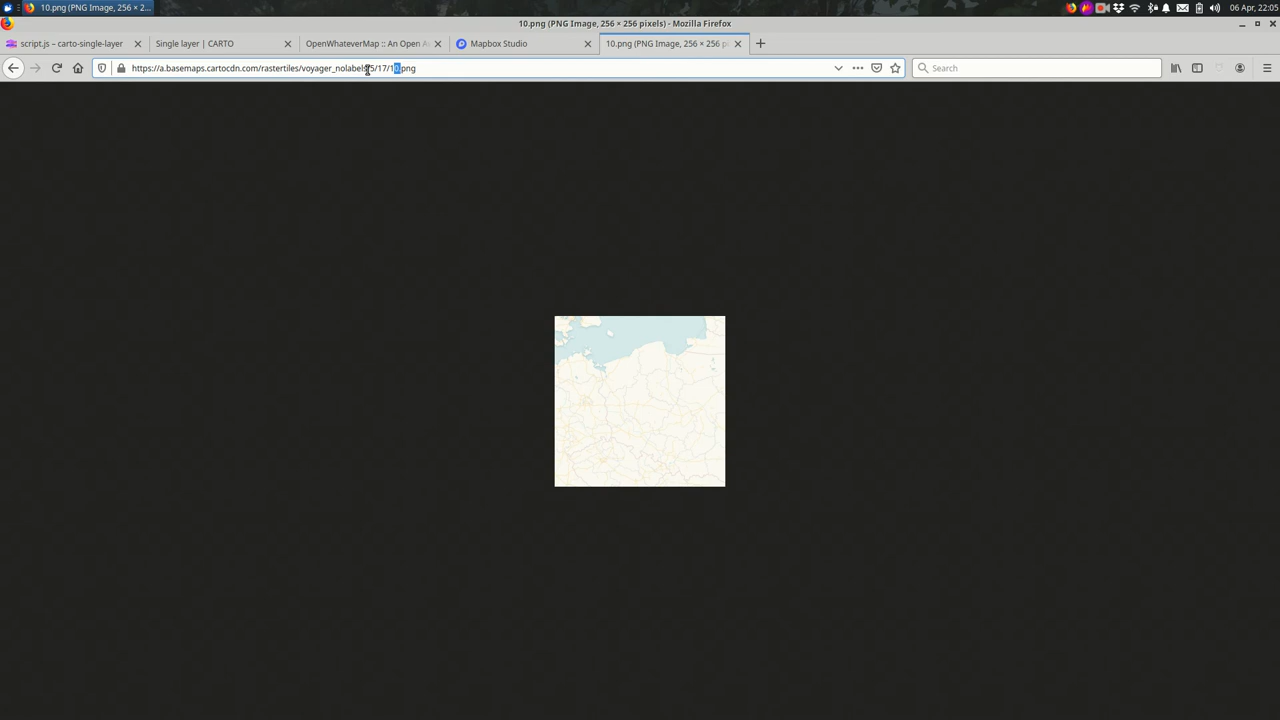 10.png (PNG Image, 256 × 2...
06 Apr, 22:05
10.png (PNG Image, 256 × 256 pixels) - Mozilla Firefox
script.js – carto-single-layer
Single layer | CARTO
OpenWhateverMap :: An Open A
Mapbox Studio
10.png (PNG Image, 256 × 256 p
https://a.basemaps.cartocdn.com/rastertiles/voyager_nolabels/5/17/10.png
Search